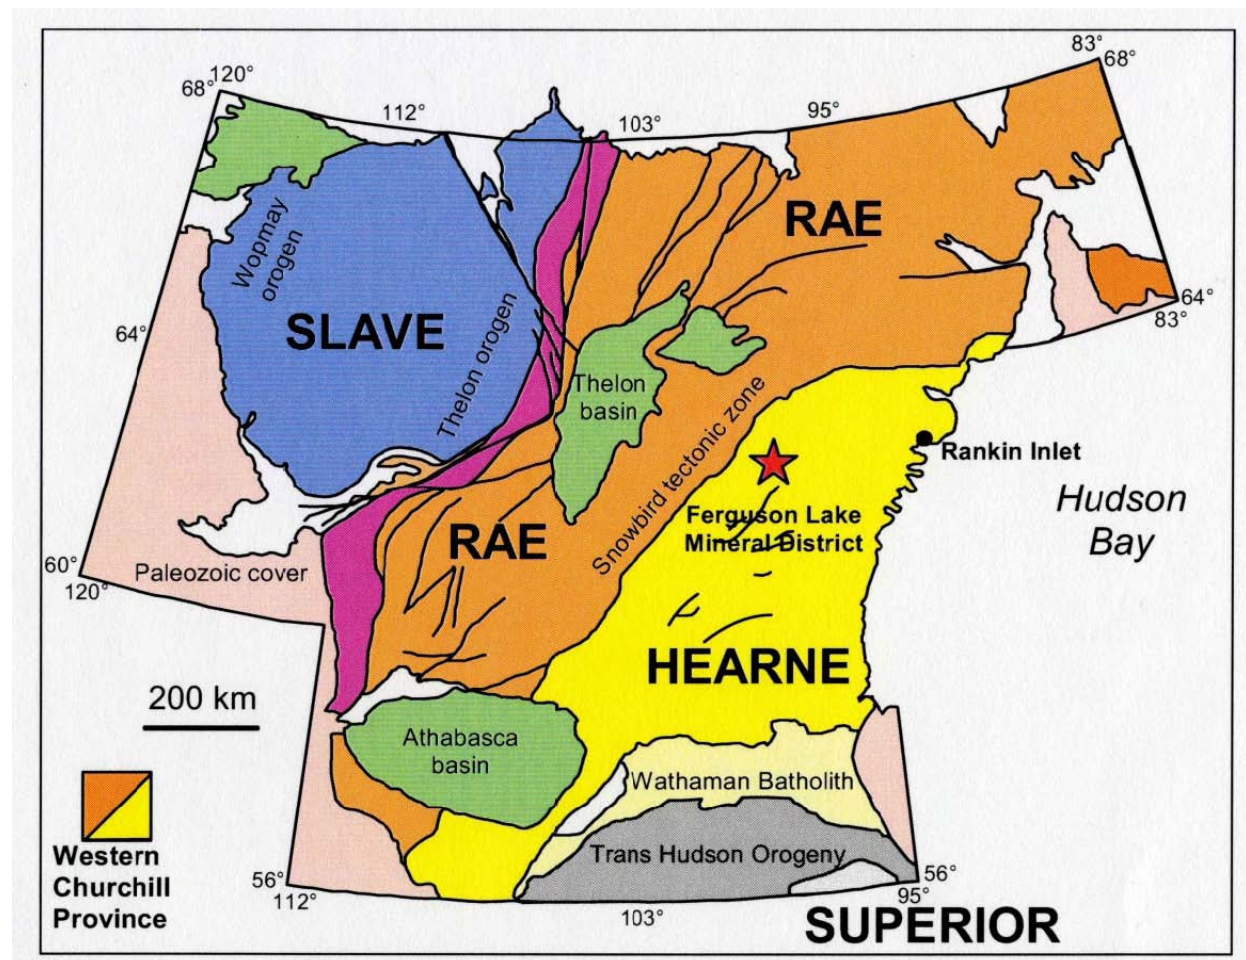 83°
68°
120°
68°
112°
103°
95°
RAE
Wopmay
orogen
64°
83°
64°
SLAVE
Thelon orogen
Thelon
basin
Snowbird tectonic zone
Rankin Inlet
Hudson
Bay
Ferguson Lake
Mineral District
RAE
60°
120°
Paleozoic cover
HEARNE
200 km
Athabasca
basin
Wathaman Batholith
Trans Hudson Orogeny
Western
Churchill
Province
56°
112°
103°
56°
95°
SUPERIOR